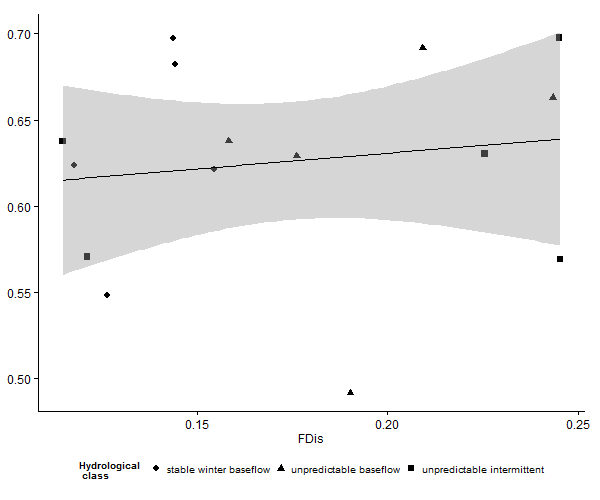 0.70
0.65
0.60
0.55
0.50
0.15 0.20 0.25
FDis
Hydrological
class
stable winter baseflow unpredictable baseflow unpredictable intermittent